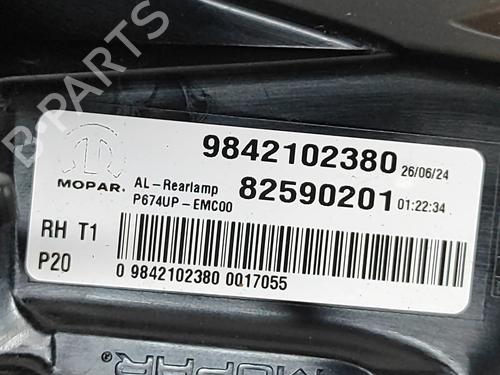 9842102380 26/06/24
MOPAR. AL-Rearlamp 82590201 01:22:34
P674UP-EMC00
RH T1
P20
0 9842102380 0017055
MOPAR®
B-PARTS